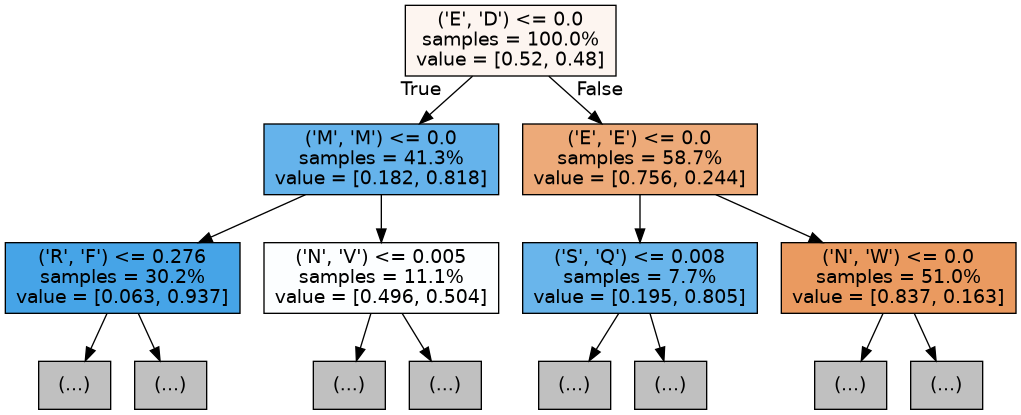 ('E', 'D') <= 0.0
samples = 100.0%
value = [0.52, 0.48]
True
False
('M', 'M') <= 0.0
samples = 41.3%
value = [0.182, 0.818]
('E', 'E') <= 0.0
samples = 58.7%
value = [0.756, 0.244]
('R', 'F') <= 0.276
samples = 30.2%
value = [0.063, 0.937]
('N', 'V') <= 0.005
samples = 11.1%
value = [0.496, 0.504]
('S', 'Q') <= 0.008
samples = 7.7%
value = [0.195, 0.805]
('N', 'W') <= 0.0
samples = 51.0%
value = [0.837, 0.163]
(...)
(...)
(...)
(...)
(...)
(...)
(...)
(...)